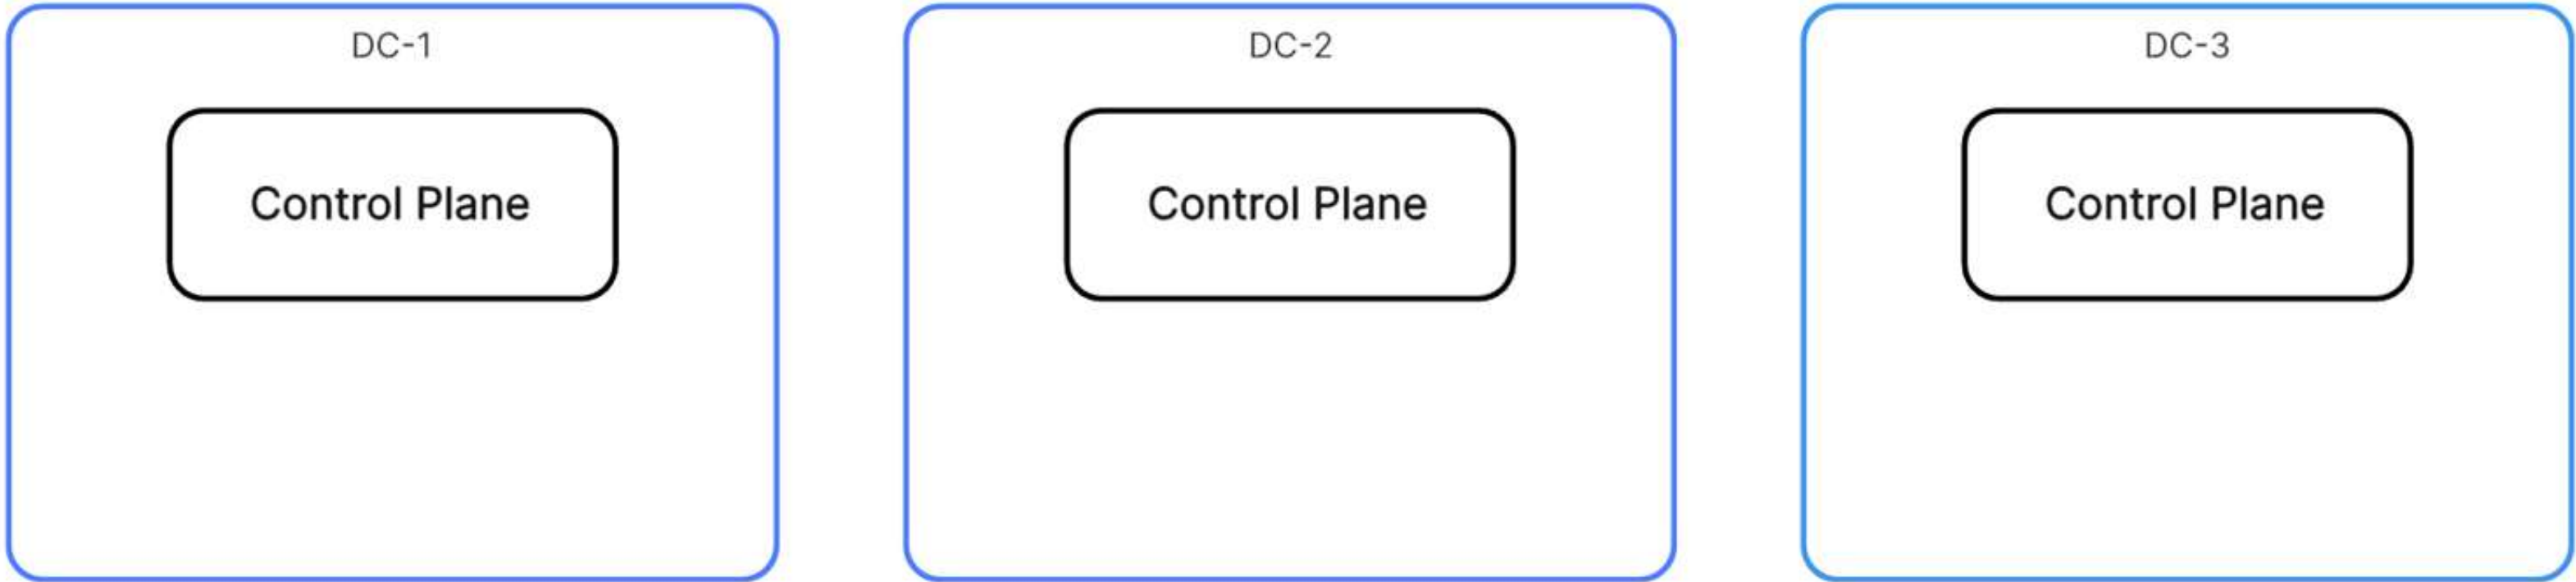 DC-1
Control Plane
DC-2
Control Plane
DC-3
Control Plane